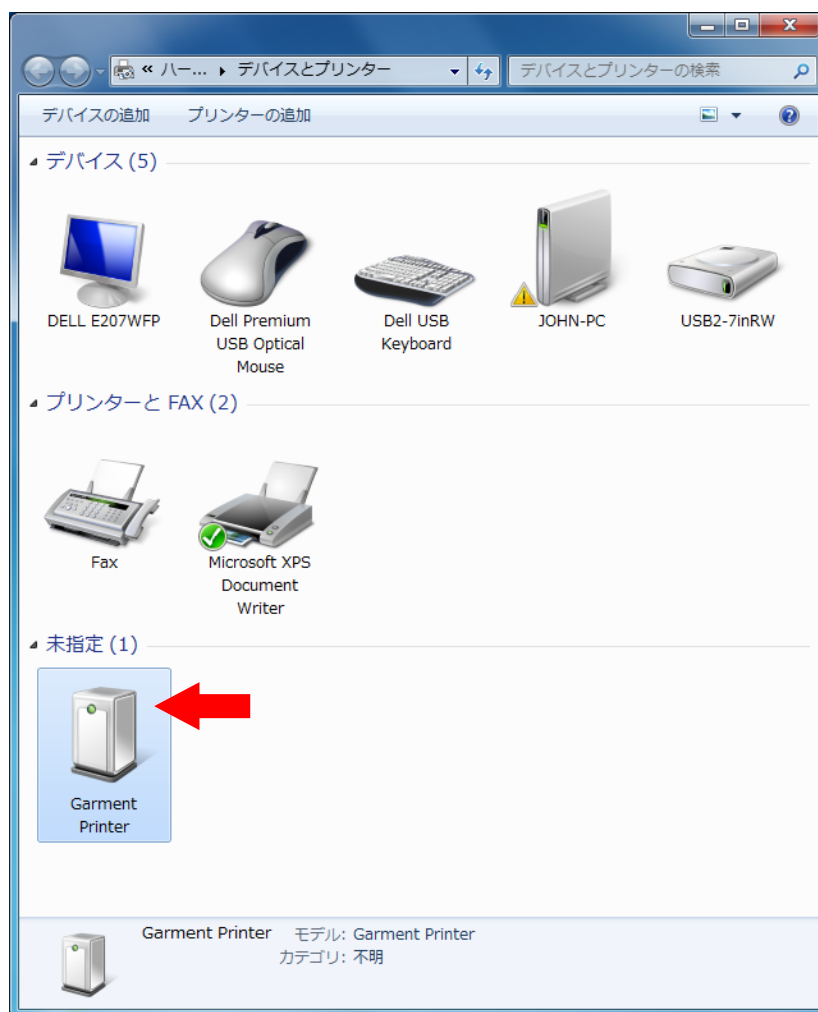 « ハー... ▸ デバイスとプリンター
デバイスとプリンターの検索
デバイスの追加 プリンターの追加
デバイス (5)
DELL E207WFP
Dell Premium
USB Optical
Mouse
Dell USB
Keyboard
JOHN-PC
USB2-7inRW
プリンターと FAX (2)
Fax
Microsoft XPS
Document
Writer
未指定 (1)
Garment
Printer
Garment Printer モデル: Garment Printer
カテゴリ: 不明